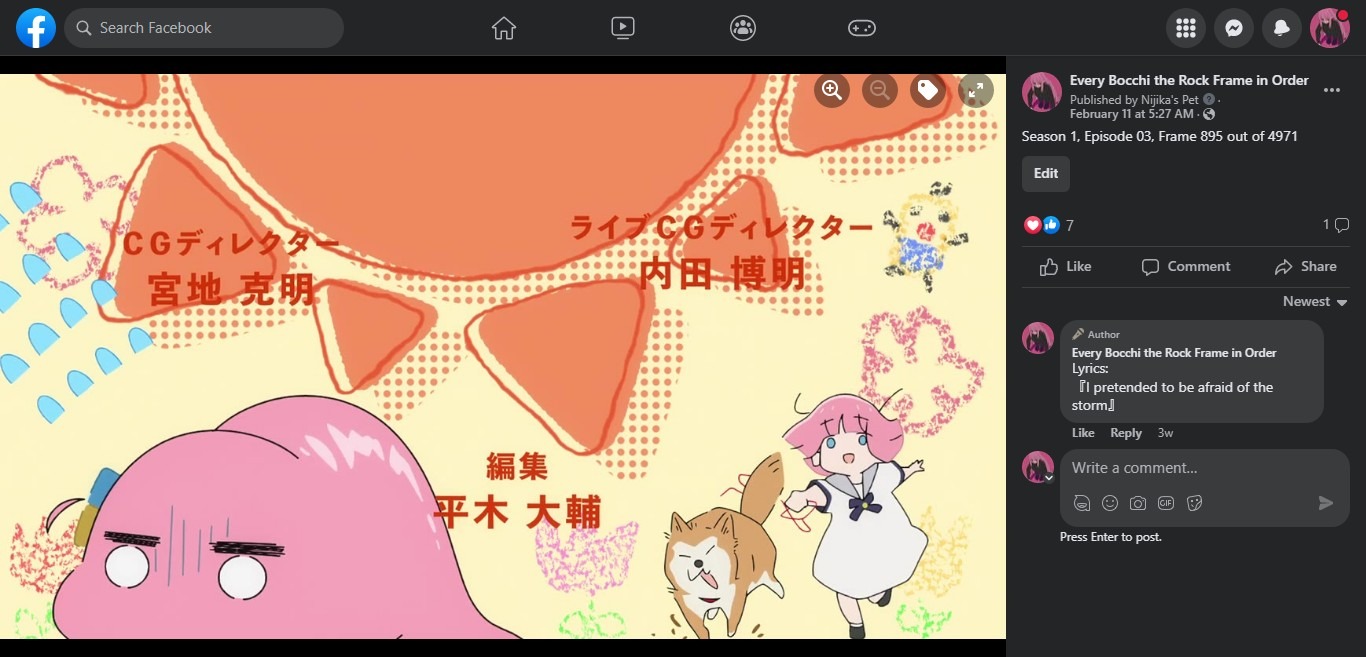 Search Facebook
CGディレクター
宮地 克明
ライブCGディレクター
内田 博明
編集
平木 大輔
Every Bocchi the Rock Frame in Order
Published by Nijika's Pet ·
February 11 at 5:27 AM ·
Season 1, Episode 03, Frame 895 out of 4971
Edit
7
1
Like
Comment
Share
Newest
Author
Every Bocchi the Rock Frame in Order
Lyrics:
『I pretended to be afraid of the
storm』
Like Reply 3w
Write a comment...
GIF
Press Enter to post.